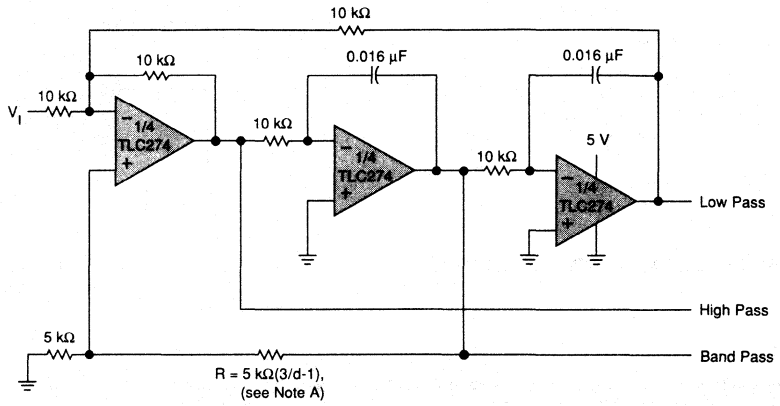 10 kΩ
10 kΩ
0.016 μF
0.016 μF
10 kΩ
VI
−
1/4
TLC274
+
10 kΩ
−
1/4
TLC274
+
10 kΩ
5 V
−
1/4
TLC274
+
Low Pass
High Pass
5 kΩ
Band Pass
R = 5 kΩ(3/d-1),
(see Note A)